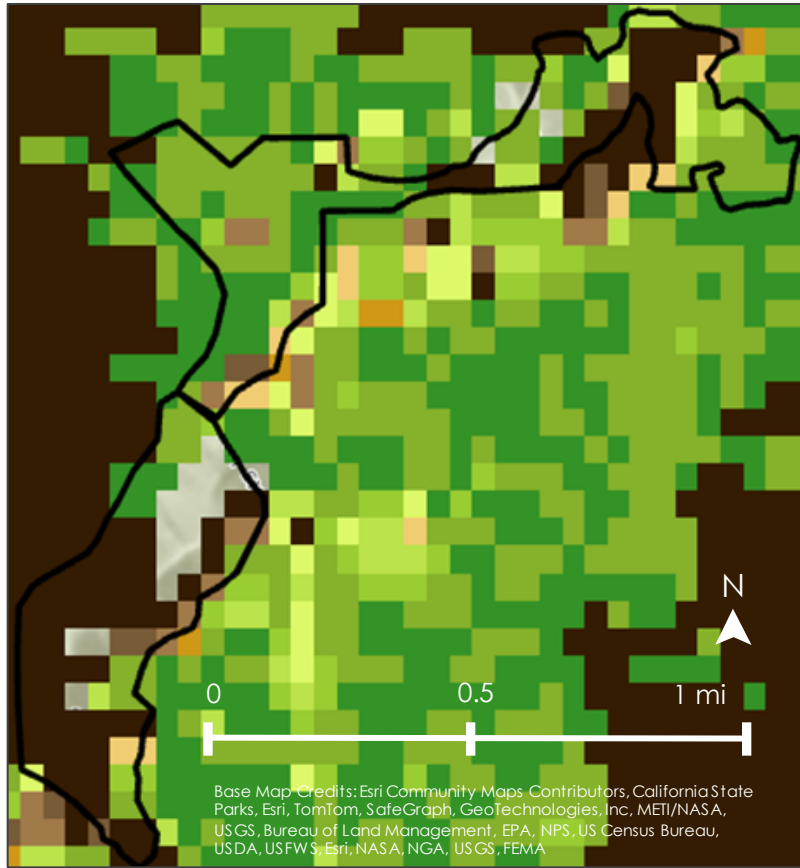 N
0 0.5 1 mi
Base Map Credits: Esri Community Maps Contributors, California State
Parks, Esri, TomTom, SafeGraph, GeoTechnologies, Inc, METI/NASA,
USGS, Bureau of Land Management, EPA, NPS, US Census Bureau,
USDA, USFWS, Esri, NASA, NGA, USGS, FEMA